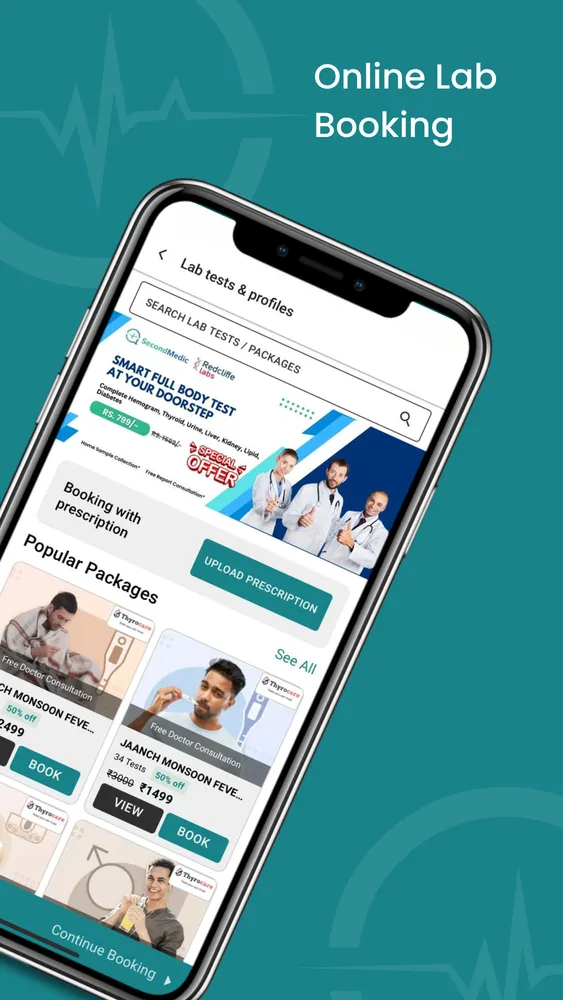 Online Lab
Booking
Lab tests & profiles
SEARCH LAB TESTS / PACKAGES
SecondMedic
Redcliffe
labs
SMART FULL BODY TEST
AT YOUR DOORSTEP
Complete Hemogram, Thyroid, Urine, Liver, Kidney, Lipid,
Diabetes
RS. 799/-
SPECIAL
OFFER
Home Sample Collection*
Free Report Consultation*
Booking with
prescription
UPLOAD PRESCRIPTION
Popular Packages
See All
Thyrocare
Free Doctor Consultation
CH MONSOON FEVE...
50% off
2499
BOOK
Thyrocare
Free Doctor Consultation
JAANCH MONSOON FEVE...
34 Tests
50% off
₹3000 ₹1499
VIEW
BOOK
Thyrocare
Thyrocare
Continue Booking